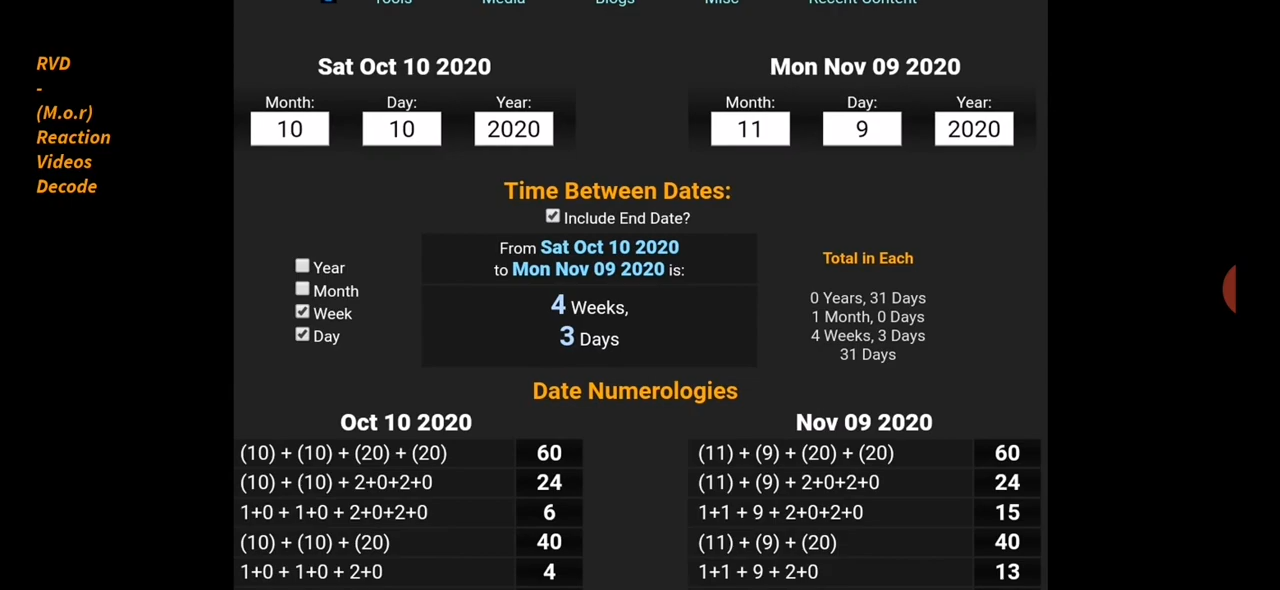 Tools Media Blogs Misc Recent Content
RVD
-
(M.o.r)
Reaction
Videos
Decode
Sat Oct 10 2020
Month: Day: Year:
10 10 2020
Mon Nov 09 2020
Month: Day: Year:
11 9 2020
Time Between Dates:
Include End Date?
Year
Month
Week
Day
From Sat Oct 10 2020
to Mon Nov 09 2020 is:
4 Weeks,
3 Days
Total in Each
0 Years, 31 Days
1 Month, 0 Days
4 Weeks, 3 Days
31 Days
Date Numerologies
Oct 10 2020
(10) + (10) + (20) + (20) 60
(10) + (10) + 2+0+2+0 24
1+0 + 1+0 + 2+0+2+0 6
(10) + (10) + (20) 40
1+0 + 1+0 + 2+0 4
Nov 09 2020
(11) + (9) + (20) + (20) 60
(11) + (9) + 2+0+2+0 24
1+1 + 9 + 2+0+2+0 15
(11) + (9) + (20) 40
1+1 + 9 + 2+0 13